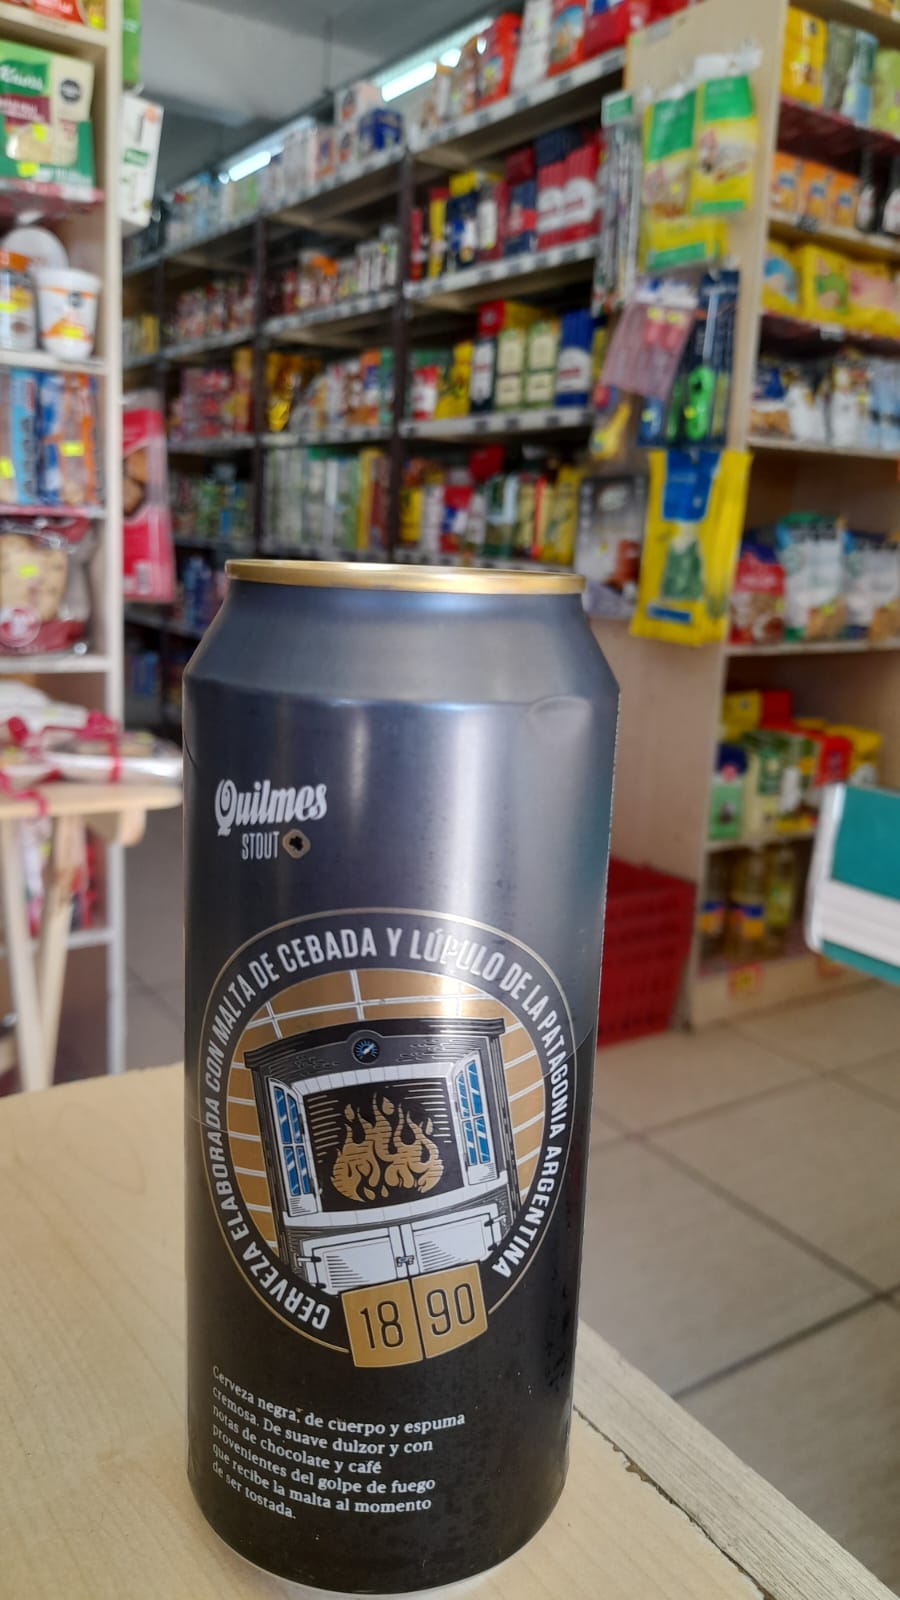 Knorr
Quilmes
STOUT
CERVEZA ELABORADA CON MALTA DE CEBADA Y LÚPULO DE LA PATAGONIA ARGENTINA
18 90
Cerveza negra, de cuerpo y espuma
cremosa. De suave dulzor y con
notas de chocolate y café
provenientes del golpe de fuego
que recibe la malta al momento
de ser tostada.